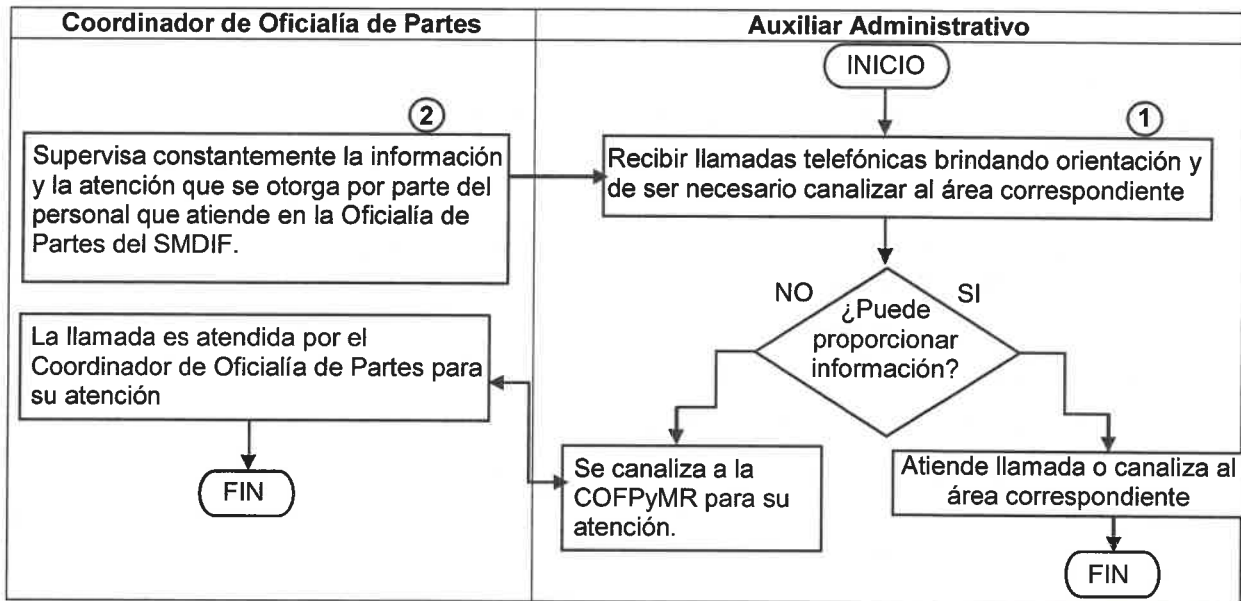 Coordinador de Oficialía de Partes
Auxiliar Administrativo
INICIO
2
1
Supervisa constantemente la información
y la atención que se otorga por parte del
personal que atiende en la Oficialía de
Partes del SMDIF.
Recibir llamadas telefónicas brindando orientación y
de ser necesario canalizar al área correspondiente
NO
SI
¿Puede
proporcionar
información?
La llamada es atendida por el
Coordinador de Oficialía de Partes para
su atención
FIN
Se canaliza a la
COFPyMR para su
atención.
Atiende llamada o canaliza al
área correspondiente
FIN